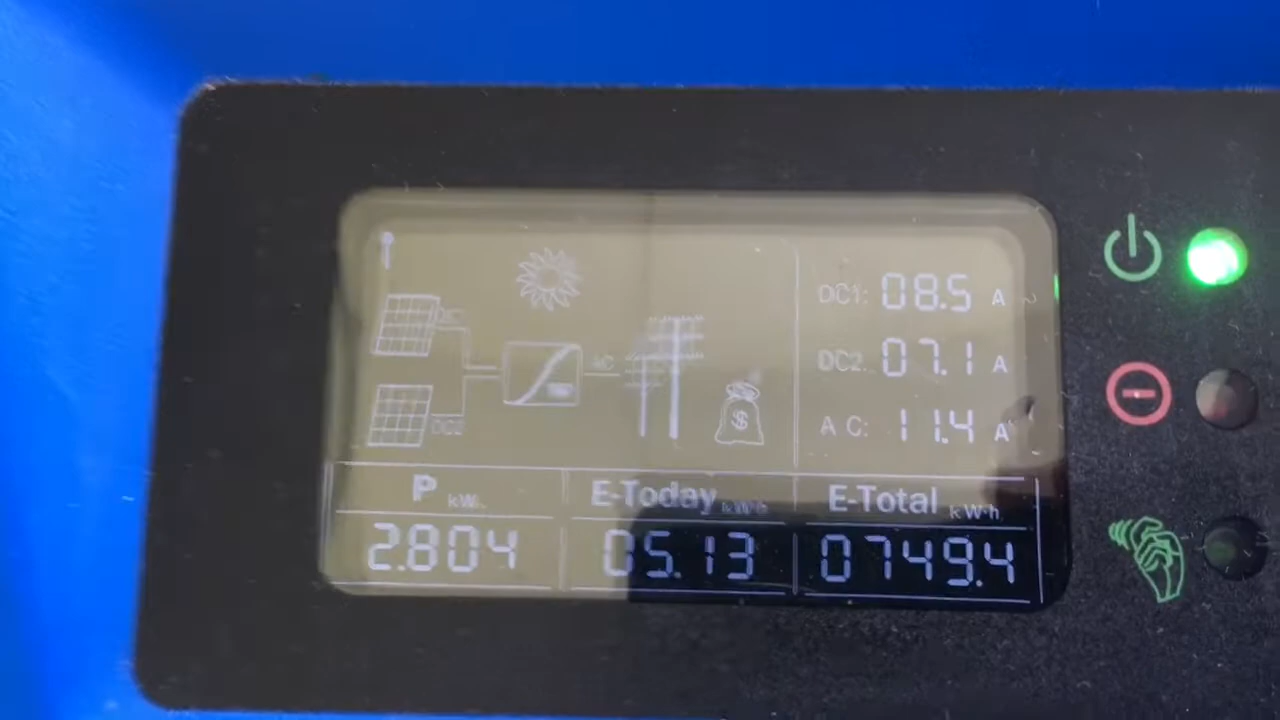 DC1: 08.5 A
DC2: 07.1 A
AC
DC2
$
A C: 11.4 A
P kW E-Today kW·h E-Total kW·h
2.804 05.13 0749.4